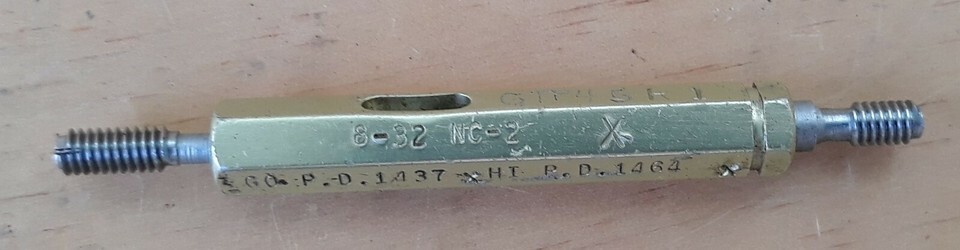 8-32 NC-2 X
GO. P.D.1437 HI P.D.1464